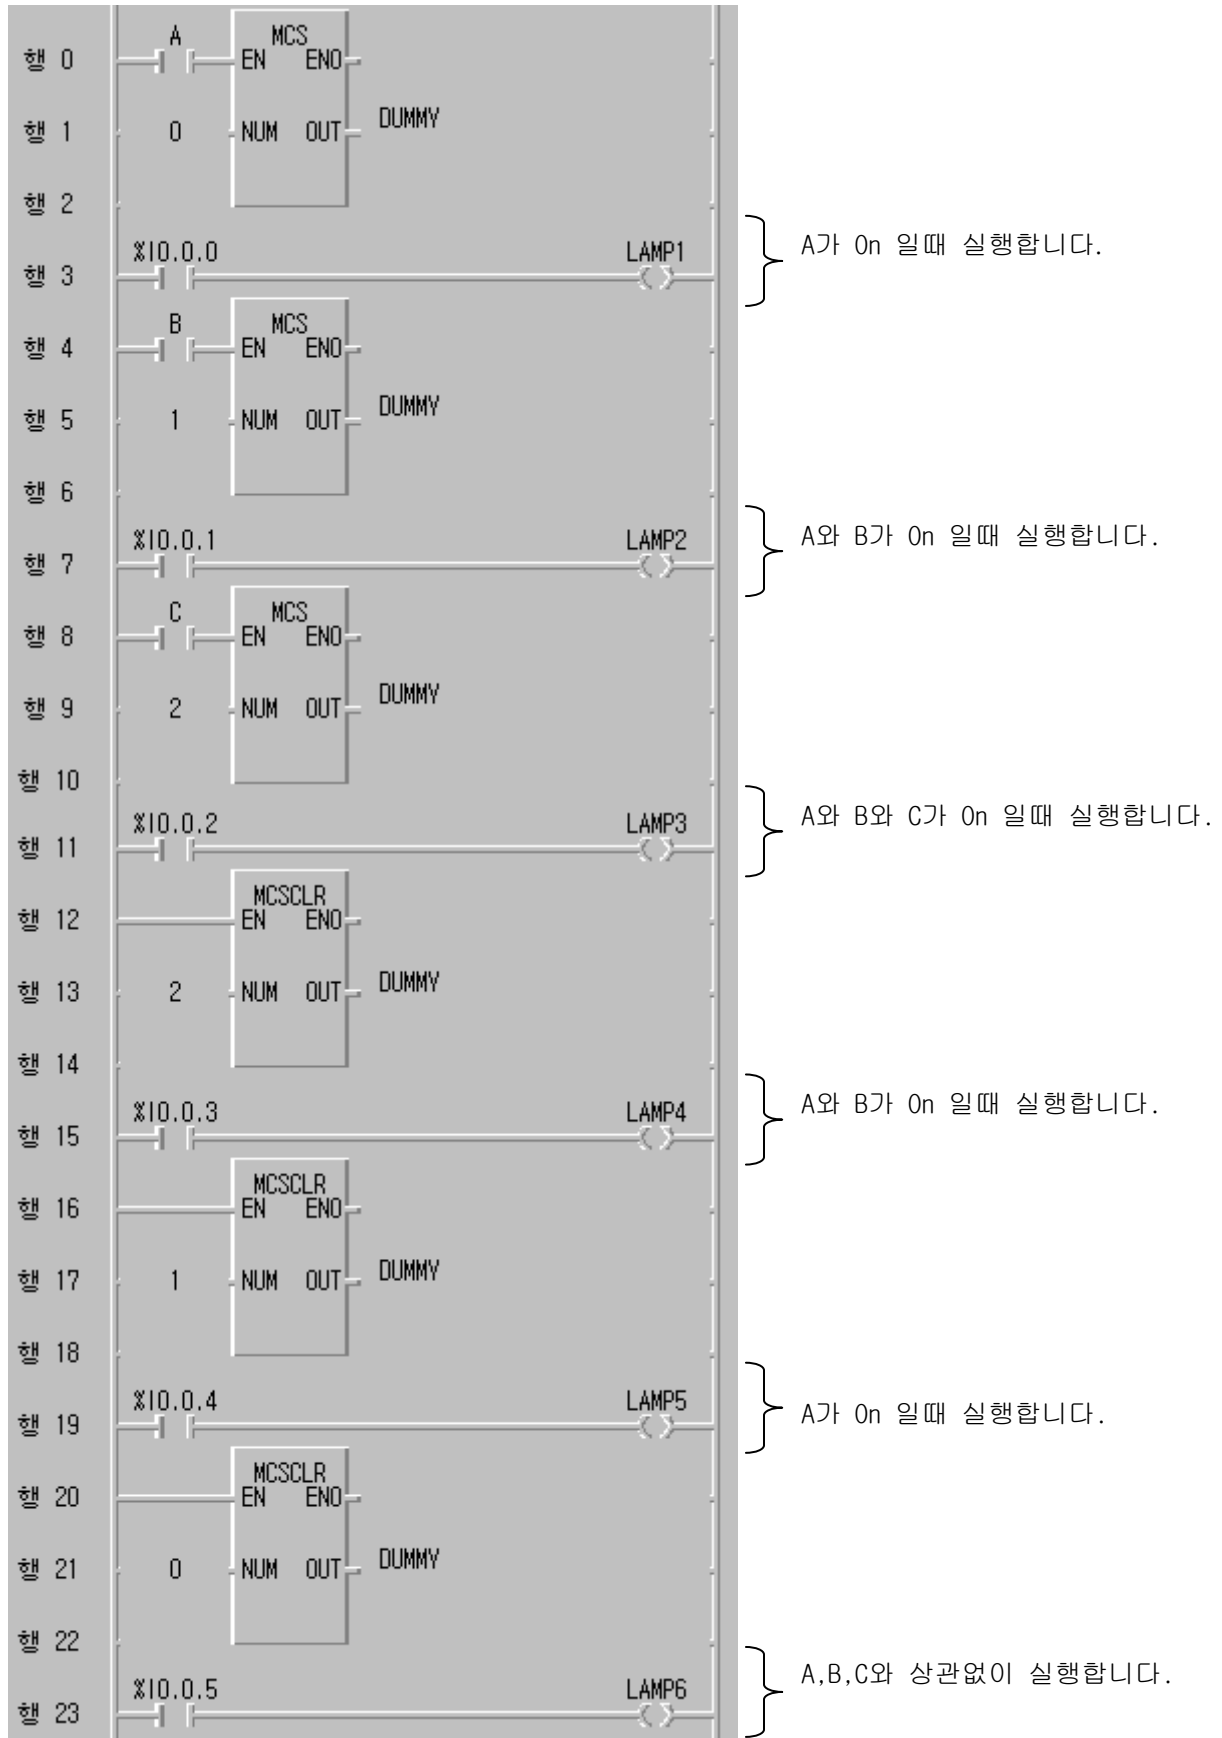 A MCS
행 0 EN ENO
행 1 0 NUM OUT DUMMY
행 2
A가 On 일때 실행합니다.
%I0.0.0 LAMP1
행 3
B MCS
행 4 EN ENO
행 5 1 NUM OUT DUMMY
행 6
A와 B가 On 일때 실행합니다.
%I0.0.1 LAMP2
행 7
C MCS
행 8 EN ENO
행 9 2 NUM OUT DUMMY
행 10
A와 B와 C가 On 일때 실행합니다.
%I0.0.2 LAMP3
행 11
MCSCLR
행 12 EN ENO
행 13 2 NUM OUT DUMMY
행 14
A와 B가 On 일때 실행합니다.
%I0.0.3 LAMP4
행 15
MCSCLR
행 16 EN ENO
행 17 1 NUM OUT DUMMY
행 18
%I0.0.4 LAMP5
A가 On 일때 실행합니다.
행 19
MCSCLR
행 20 EN ENO
행 21 0 NUM OUT DUMMY
행 22
A,B,C와 상관없이 실행합니다.
%I0.0.5 LAMP6
행 23